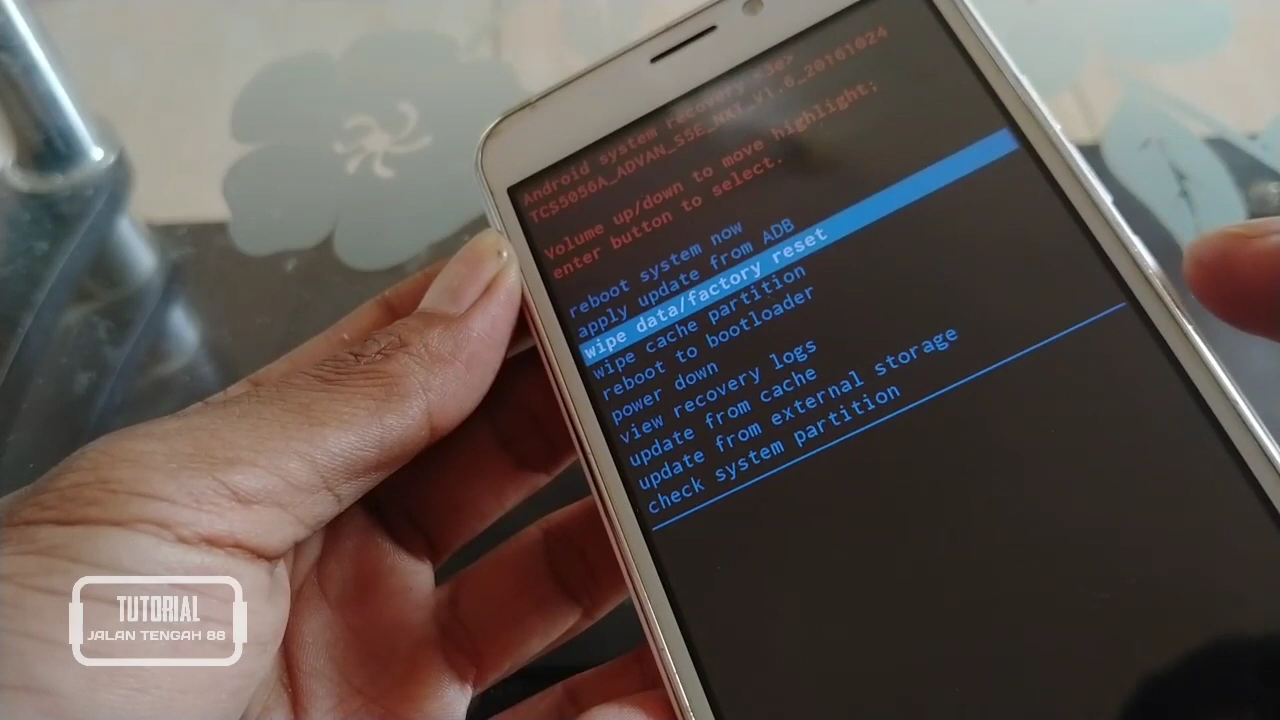 Android system recovery <3e>
TCS5056A_ADVAN_S5E_NXT_V1.6_20161024
Volume up/down to move highlight;
enter button to select.
reboot system now
apply update from ADB
wipe data/factory reset
wipe cache partition
reboot to bootloader
power down
view recovery logs
update from cache
update from external storage
check system partition
TUTORIAL
JALAN TENGAH 88